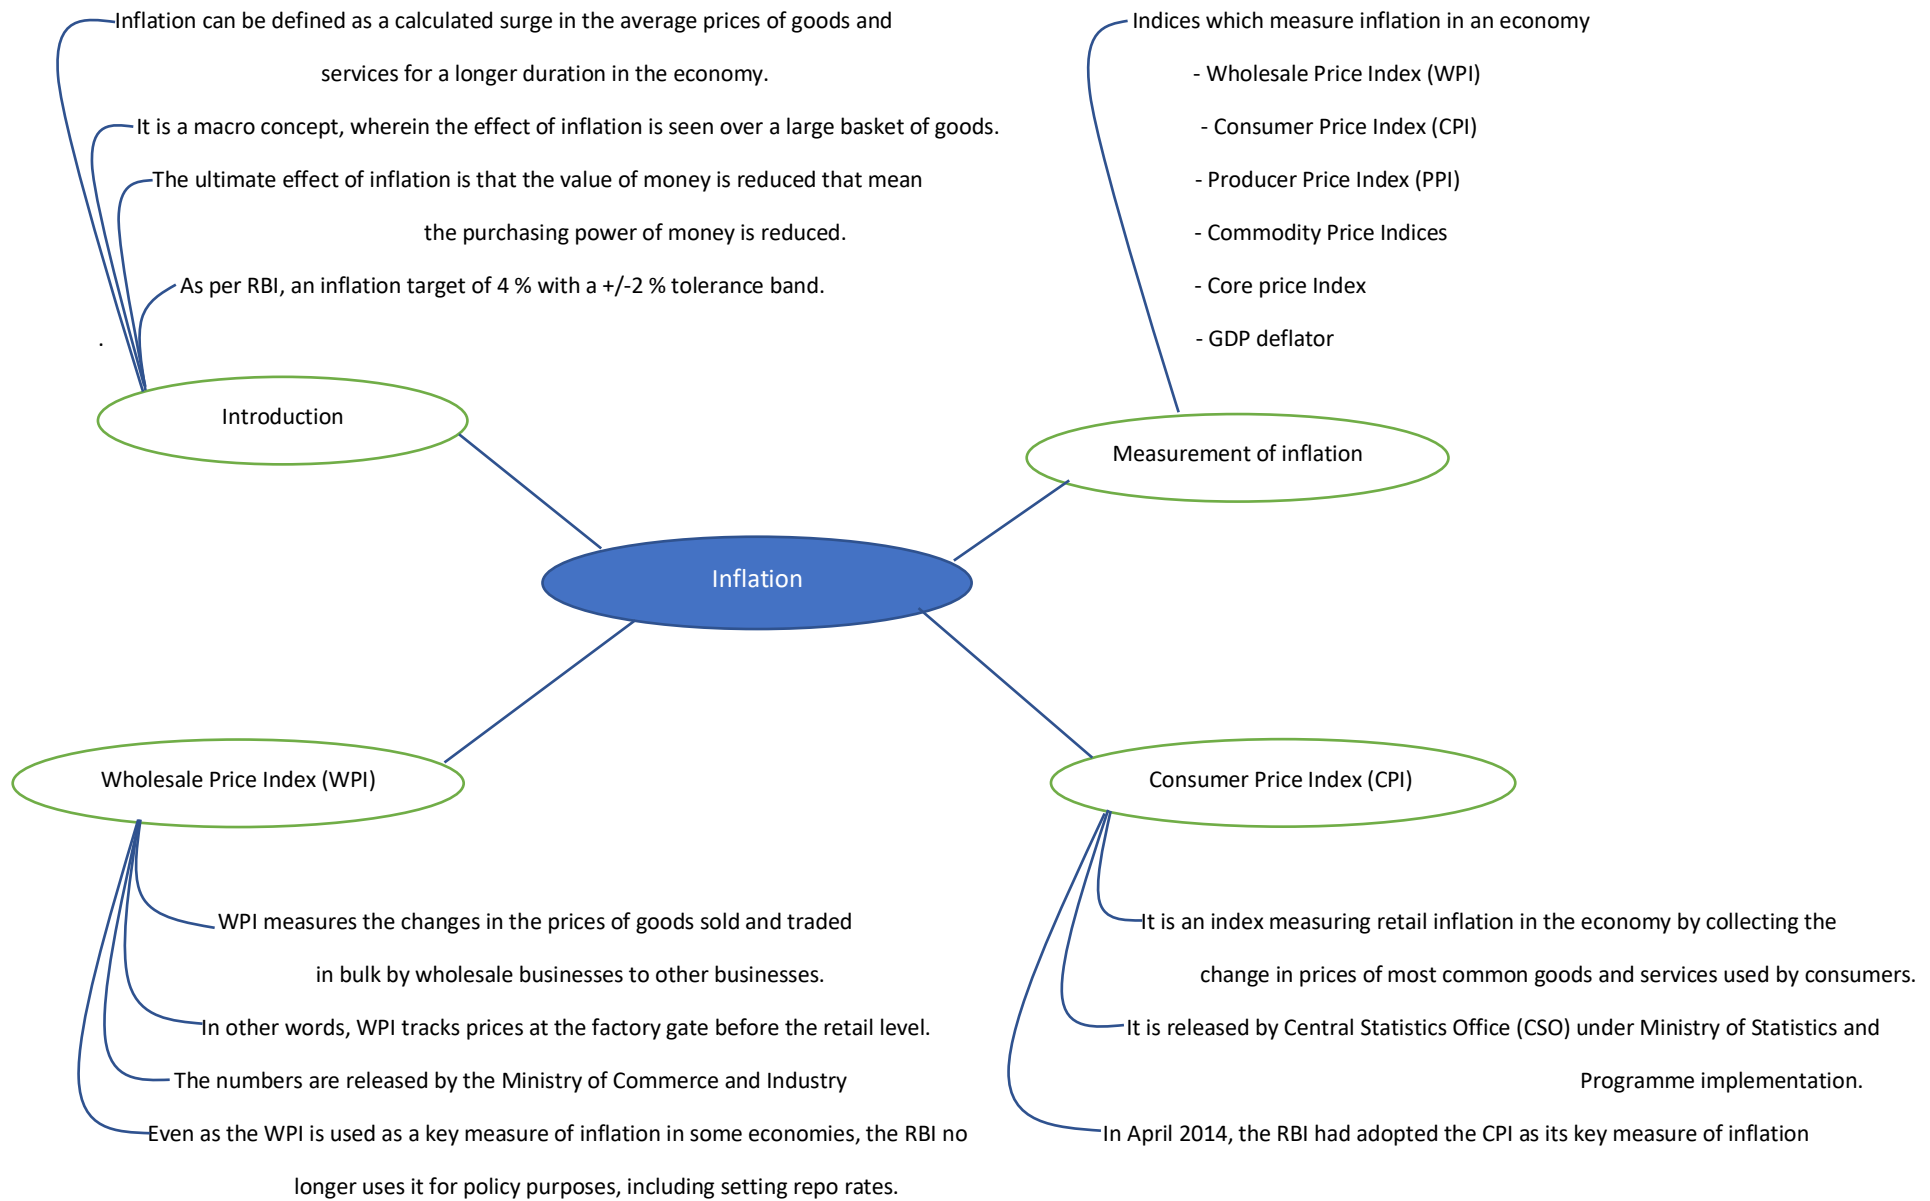 Inflation can be defined as a calculated surge in the average prices of goods and
services for a longer duration in the economy.
It is a macro concept, wherein the effect of inflation is seen over a large basket of goods.
The ultimate effect of inflation is that the value of money is reduced that mean
the purchasing power of money is reduced.
As per RBI, an inflation target of 4 % with a +/-2 % tolerance band.
.
Introduction
Indices which measure inflation in an economy
- Wholesale Price Index (WPI)
- Consumer Price Index (CPI)
- Producer Price Index (PPI)
- Commodity Price Indices
- Core price Index
- GDP deflator
Measurement of inflation
Inflation
Wholesale Price Index (WPI)
WPI measures the changes in the prices of goods sold and traded
in bulk by wholesale businesses to other businesses.
In other words, WPI tracks prices at the factory gate before the retail level.
The numbers are released by the Ministry of Commerce and Industry
Even as the WPI is used as a key measure of inflation in some economies, the RBI no
longer uses it for policy purposes, including setting repo rates.
Consumer Price Index (CPI)
It is an index measuring retail inflation in the economy by collecting the
change in prices of most common goods and services used by consumers.
It is released by Central Statistics Office (CSO) under Ministry of Statistics and
Programme implementation.
In April 2014, the RBI had adopted the CPI as its key measure of inflation